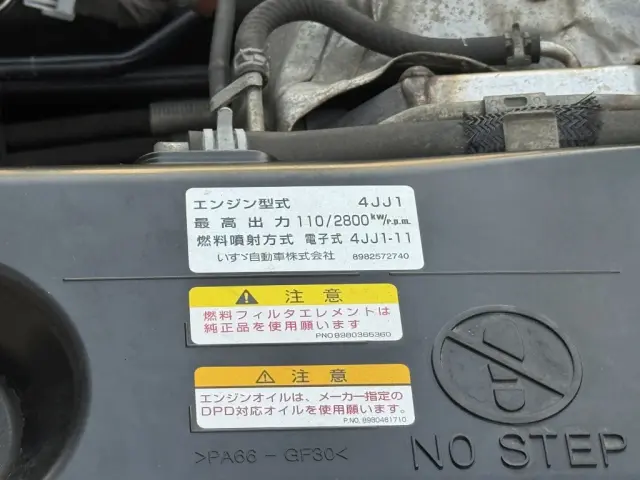 エンジン型式 4JJ1
最高出力 110/2800kW/r.p.m.
燃料噴射方式 電子式 4JJ1-11
いすゞ自動車株式会社 8982572740
注意
燃料フィルタエレメントは
純正品を使用願います
P.NO.8980365360
注意
エンジンオイルは、メーカー指定の
DPD対応オイルを使用願います。
P.NO. 8980461710
>PA66-GF30<
NO STEP